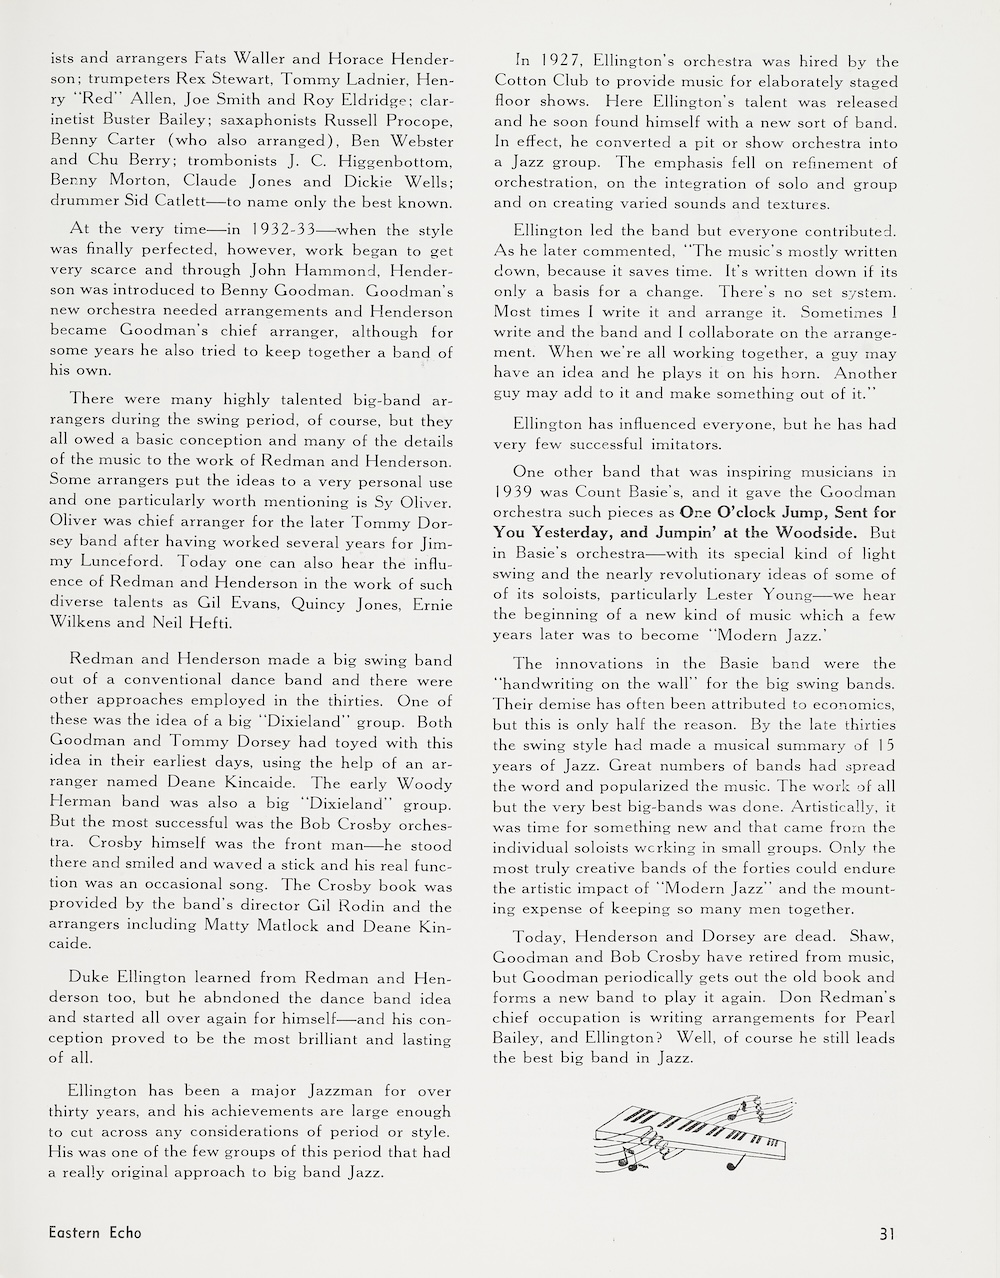 ists and arrangers Fats Waller and Horace Hender-
son; trumpeters Rex Stewart, Tommy Ladnier, Hen-
ry "Red" Allen, Joe Smith and Roy Eldridge; clar-
inetist Buster Bailey; saxaphonists Russell Procope,
Benny Carter (who also arranged), Ben Webster
and Chu Berry; trombonists J. C. Higgenbottom,
Benny Morton, Claude Jones and Dickie Wells;
drummer Sid Catlett—to name only the best known.
At the very time—in 1932-33—when the style
was finally perfected, however, work began to get
very scarce and through John Hammond, Hender-
son was introduced to Benny Goodman. Goodman's
new orchestra needed arrangements and Henderson
became Goodman's chief arranger, although for
some years he also tried to keep together a band of
his own.
There were many highly talented big-band ar-
rangers during the swing period, of course, but they
all owed a basic conception and many of the details
of the music to the work of Redman and Henderson.
Some arrangers put the ideas to a very personal use
and one particularly worth mentioning is Sy Oliver.
Oliver was chief arranger for the later Tommy Dor-
sey band after having worked several years for Jim-
my Lunceford. Today one can also hear the influ-
ence of Redman and Henderson in the work of such
diverse talents as Gil Evans, Quincy Jones, Ernie
Wilkens and Neil Hefti.
Redman and Henderson made a big swing band
out of a conventional dance band and there were
other approaches employed in the thirties. One of
these was the idea of a big "Dixieland" group. Both
Goodman and Tommy Dorsey had toyed with this
idea in their earliest days, using the help of an ar-
ranger named Deane Kincaide. The early Woody
Herman band was also a big "Dixieland" group.
But the most successful was the Bob Crosby orches-
tra. Crosby himself was the front man—he stood
there and smiled and waved a stick and his real func-
tion was an occasional song. The Crosby book was
provided by the band's director Gil Rodin and the
arrangers including Matty Matlock and Deane Kin-
caide.
Duke Ellington learned from Redman and Hen-
derson too, but he abndoned the dance band idea
and started all over again for himself—and his con-
ception proved to be the most brilliant and lasting
of all.
Ellington has been a major Jazzman for over
thirty years, and his achievements are large enough
to cut across any considerations of period or style.
His was one of the few groups of this period that had
a really original approach to big band Jazz.
In 1927, Ellington's orchestra was hired by the
Cotton Club to provide music for elaborately staged
floor shows. Here Ellington's talent was released
and he soon found himself with a new sort of band.
In effect, he converted a pit or show orchestra into
a Jazz group. The emphasis fell on refinement of
orchestration, on the integration of solo and group
and on creating varied sounds and textures.
Ellington led the band but everyone contributed.
As he later commented, "The music's mostly written
down, because it saves time. It's written down if its
only a basis for a change. There's no set system.
Most times I write it and arrange it. Sometimes I
write and the band and I collaborate on the arrange-
ment. When we're all working together, a guy may
have an idea and he plays it on his horn. Another
guy may add to it and make something out of it."
Ellington has influenced everyone, but he has had
very few successful imitators.
One other band that was inspiring musicians in
1939 was Count Basie's, and it gave the Goodman
orchestra such pieces as One O'clock Jump, Sent for
You Yesterday, and Jumpin' at the Woodside. But
in Basie's orchestra—with its special kind of light
swing and the nearly revolutionary ideas of some of
of its soloists, particularly Lester Young—we hear
the beginning of a new kind of music which a few
years later was to become "Modern Jazz.'
The innovations in the Basie band were the
"handwriting on the wall" for the big swing bands.
Their demise has often been attributed to economics,
but this is only half the reason. By the late thirties
the swing style had made a musical summary of 15
years of Jazz. Great numbers of bands had spread
the word and popularized the music. The work of all
but the very best big-bands was done. Artistically, it
was time for something new and that came from the
individual soloists working in small groups. Only the
most truly creative bands of the forties could endure
the artistic impact of "Modern Jazz" and the mount-
ing expense of keeping so many men together.
Today, Henderson and Dorsey are dead. Shaw,
Goodman and Bob Crosby have retired from music,
but Goodman periodically gets out the old book and
forms a new band to play it again. Don Redman's
chief occupation is writing arrangements for Pearl
Bailey, and Ellington? Well, of course he still leads
the best big band in Jazz.
Eastern Echo
31